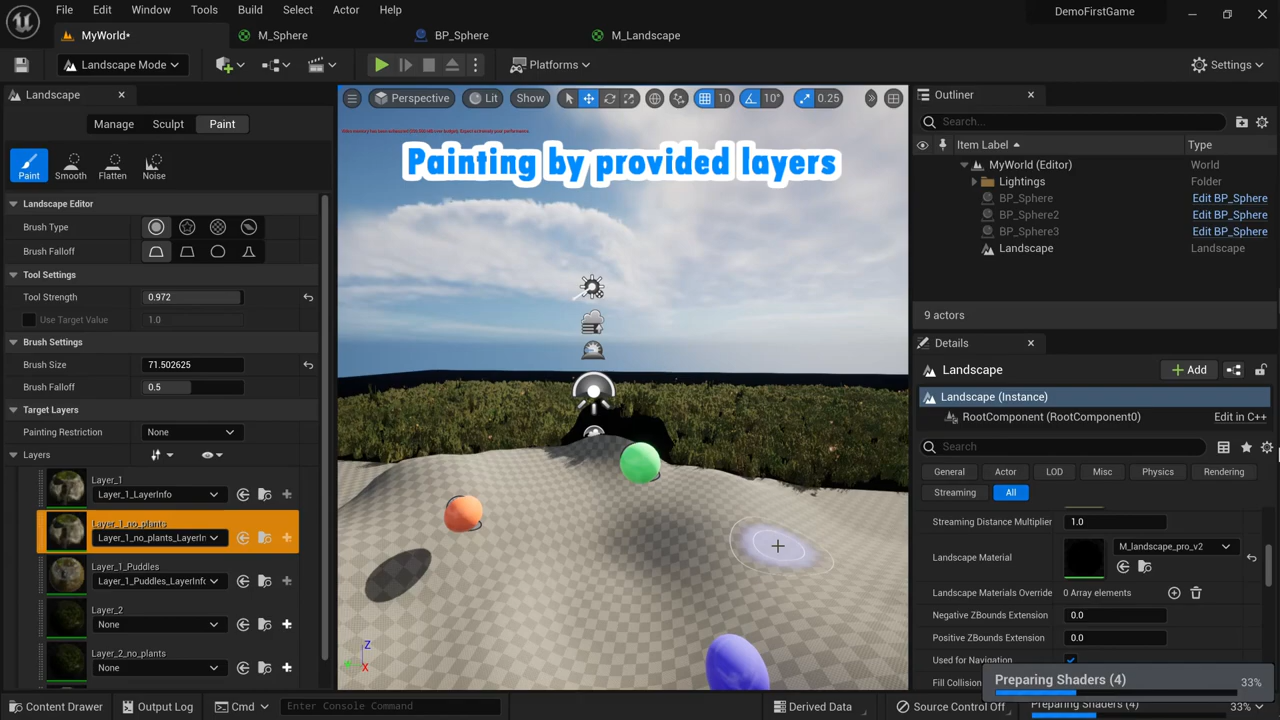 File Edit Window Tools Build Select Actor Help
DemoFirstGame
MyWorld* M_Sphere BP_Sphere M_Landscape
Landscape Mode Platforms Settings
Landscape
Manage Sculpt Paint
Paint Smooth Flatten Noise
Landscape Editor
Brush Type
Brush Falloff
Tool Settings
Tool Strength 0.972
Use Target Value 1.0
Brush Settings
Brush Size 71.502625
Brush Falloff 0.5
Target Layers
Painting Restriction None
Layers
Layer_1
Layer_1_LayerInfo
Layer_1_no_plants
Layer_1_no_plants_LayerIn
Layer_1_Puddles
Layer_1_Puddles_LayerInfo
Layer_2
None
Layer_2_no_plants
None
Perspective Lit Show 10 10° 0.25
Painting by provided layers
Z
X
Outliner
Search...
Item Label Type
MyWorld (Editor) World
Lightings Folder
BP_Sphere Edit BP_Sphere
BP_Sphere2 Edit BP_Sphere
BP_Sphere3 Edit BP_Sphere
Landscape Landscape
9 actors
Details
Landscape Add
Landscape (Instance)
RootComponent (RootComponent0) Edit in C++
Search
General Actor LOD Misc Physics Rendering
Streaming All
Streaming Distance Multiplier 1.0
Landscape Material M_landscape_pro_v2
Landscape Materials Override 0 Array elements
Negative ZBounds Extension 0.0
Positive ZBounds Extension 0.0
Used for Navigation
Fill Collision
Preparing Shaders (4) 33%
Content Drawer Output Log Cmd Enter Console Command Derived Data Source Control Off Preparing Shaders (4) 33%